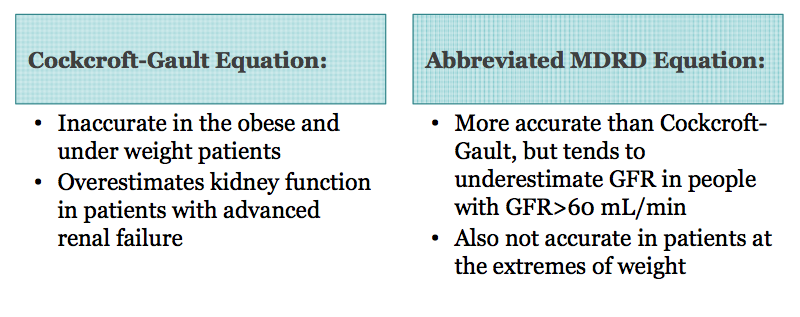 Cockcroft-Gault Equation:
• Inaccurate in the obese and
under weight patients
• Overestimates kidney function
in patients with advanced
renal failure
Abbreviated MDRD Equation:
• More accurate than Cockcroft-
Gault, but tends to
underestimate GFR in people
with GFR>60 mL/min
• Also not accurate in patients at
the extremes of weight